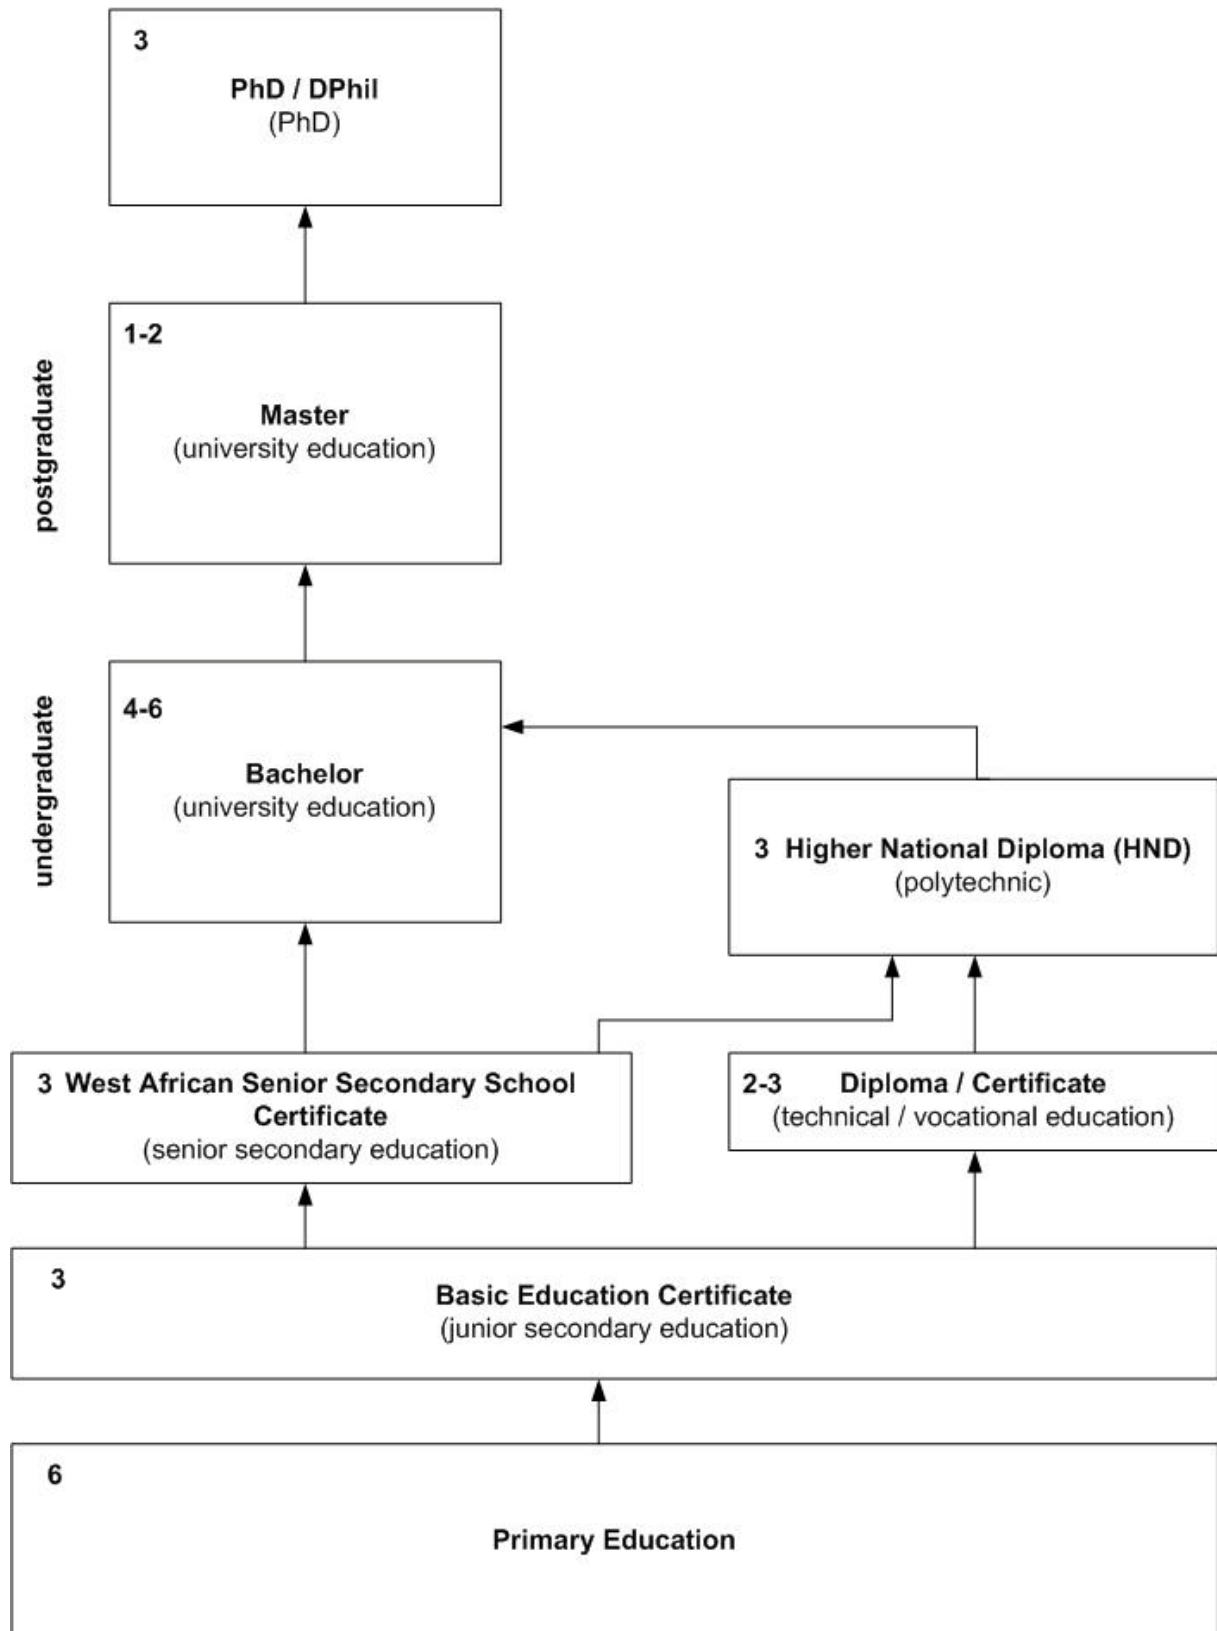 3
PhD / DPhil
(PhD)
postgraduate
1-2
Master
(university education)
undergraduate
4-6
Bachelor
(university education)
3 Higher National Diploma (HND)
(polytechnic)
3 West African Senior Secondary School
Certificate
(senior secondary education)
2-3 Diploma / Certificate
(technical / vocational education)
3
Basic Education Certificate
(junior secondary education)
6
Primary Education